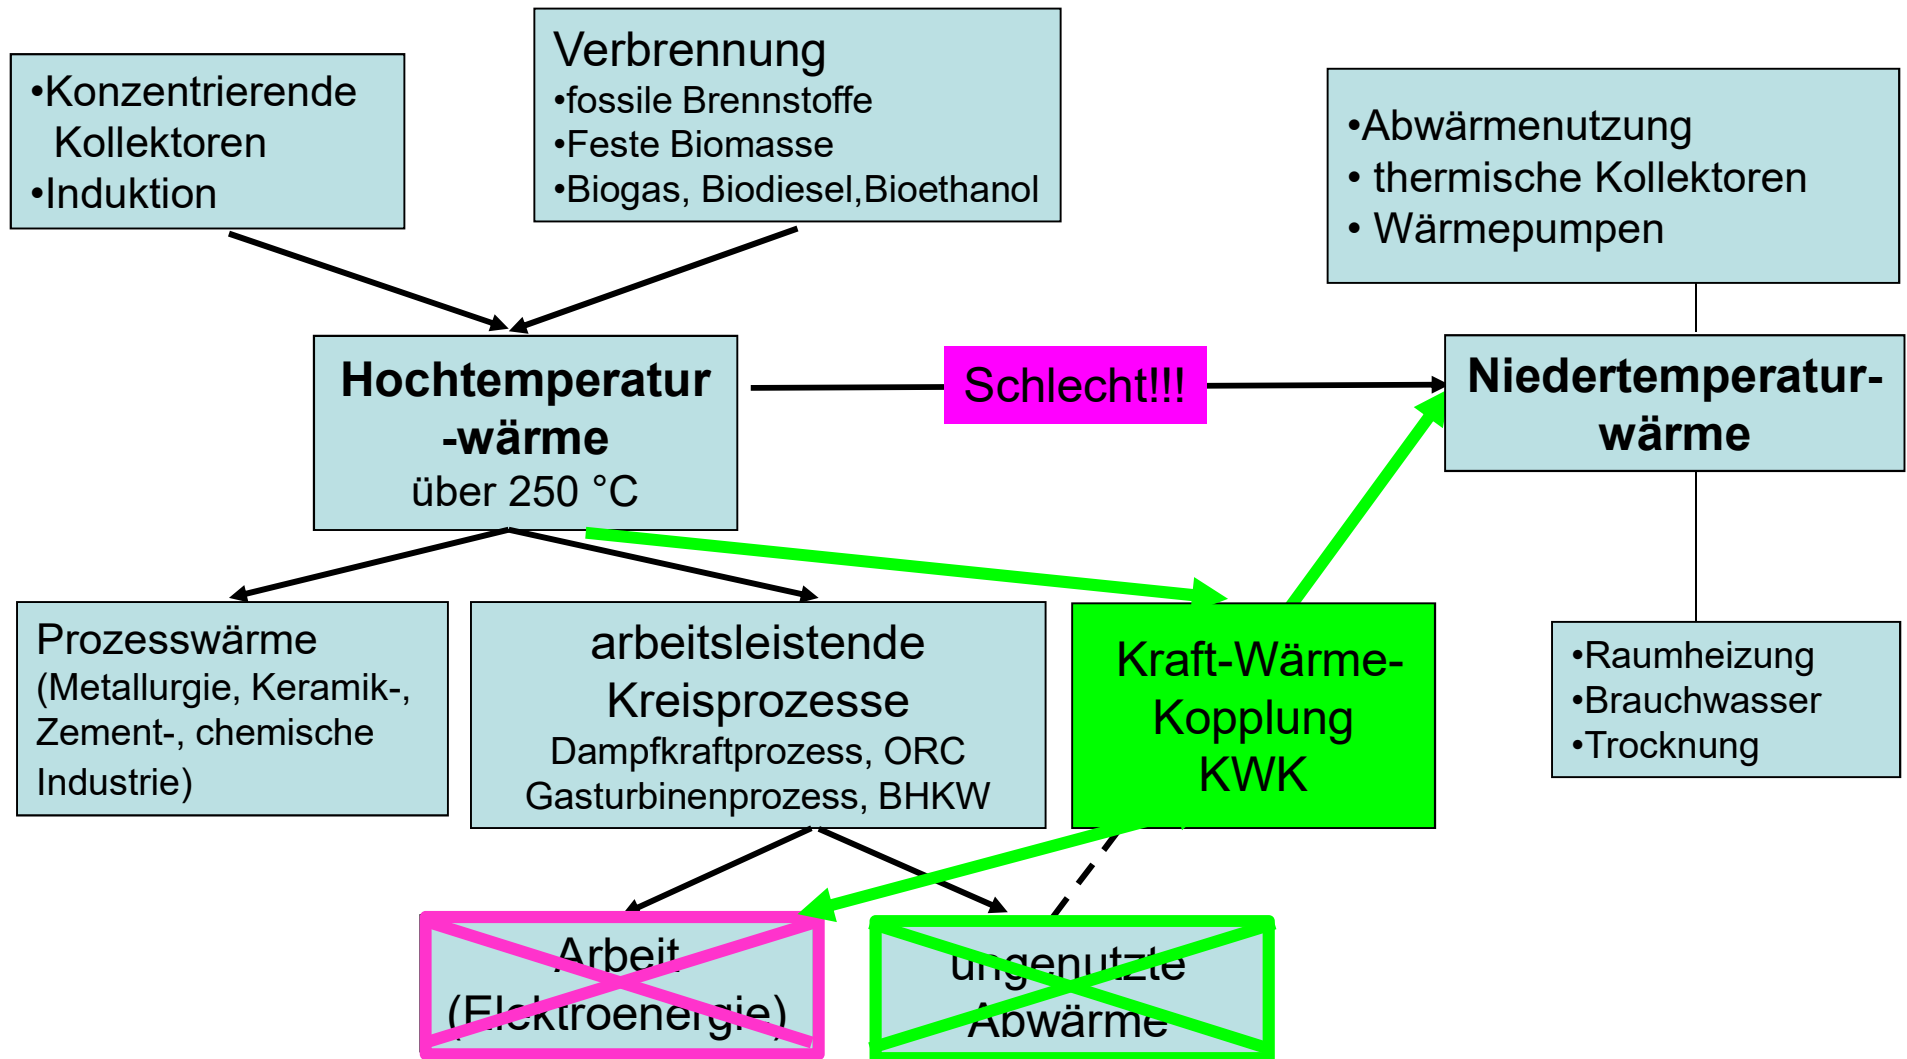 •Konzentrierende
Kollektoren
•Induktion
Verbrennung
•fossile Brennstoffe
•Feste Biomasse
•Biogas, Biodiesel,Bioethanol
•Abwärmenutzung
• thermische Kollektoren
• Wärmepumpen
Hochtemperatur
-wärme
über 250 °C
Schlecht!!!
Niedertemperatur-
wärme
Prozesswärme
(Metallurgie, Keramik-,
Zement-, chemische
Industrie)
arbeitsleistende
Kreisprozesse
Dampfkraftprozess, ORC
Gasturbinenprozess, BHKW
Kraft-Wärme-
Kopplung
KWK
•Raumheizung
•Brauchwasser
•Trocknung
Arbeit
(Elektroenergie)
ungenutzte
Abwärme